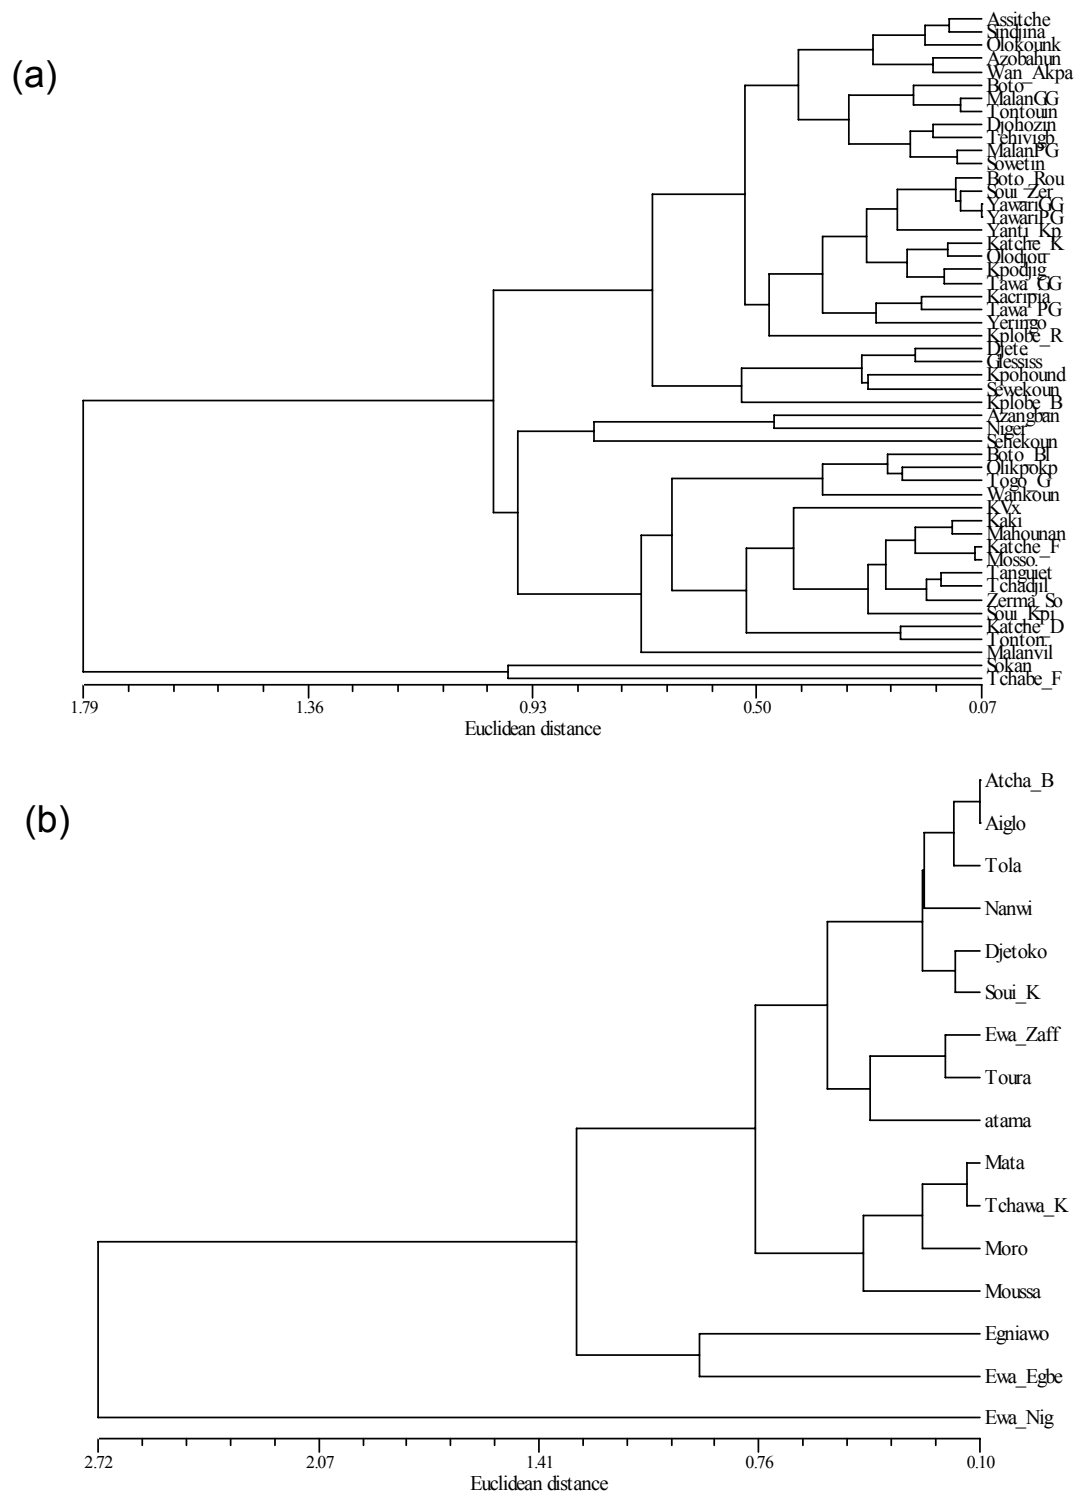 (a)
Assitche
Sindjina
Olokounk
Azobahun
Wan_Akpa
Boto
MalanGG
Tontouin
Djohozin
Tehivigb
MalanPG
Sowetin
Boto_Rou
Soui_Zer
YawariGG
YawariPG
Yanti_Kp
Katche_K
Olodjou
Kpodjig
Tawa_GG
Kacripia
Tawa_PG
Yeringo
Kplobe_R
Djete
Glessiss
Kpohound
Sewekoun
Kplobe_B
Azangban
Niger
Sehekoun
Boto_Bl
Olikpokp
Togo_G
Wankoun
KVx
Kaki
Mahounan
Katche_F
Mosso
Tanguiet
Tchadjil
Zerma_So
Soui_Kpi
Katche_D
Tonton
Malanvil
Sokan
Tchabe_F
1.79 1.36 0.93 0.50 0.07
Euclidean distance
(b)
Atcha_B
Aiglo
Tola
Nanwi
Djetoko
Soui_K
Ewa_Zaff
Toura
atama
Mata
Tchawa_K
Moro
Moussa
Egniawo
Ewa_Egbe
Ewa_Nig
2.72 2.07 1.41 0.76 0.10
Euclidean distance